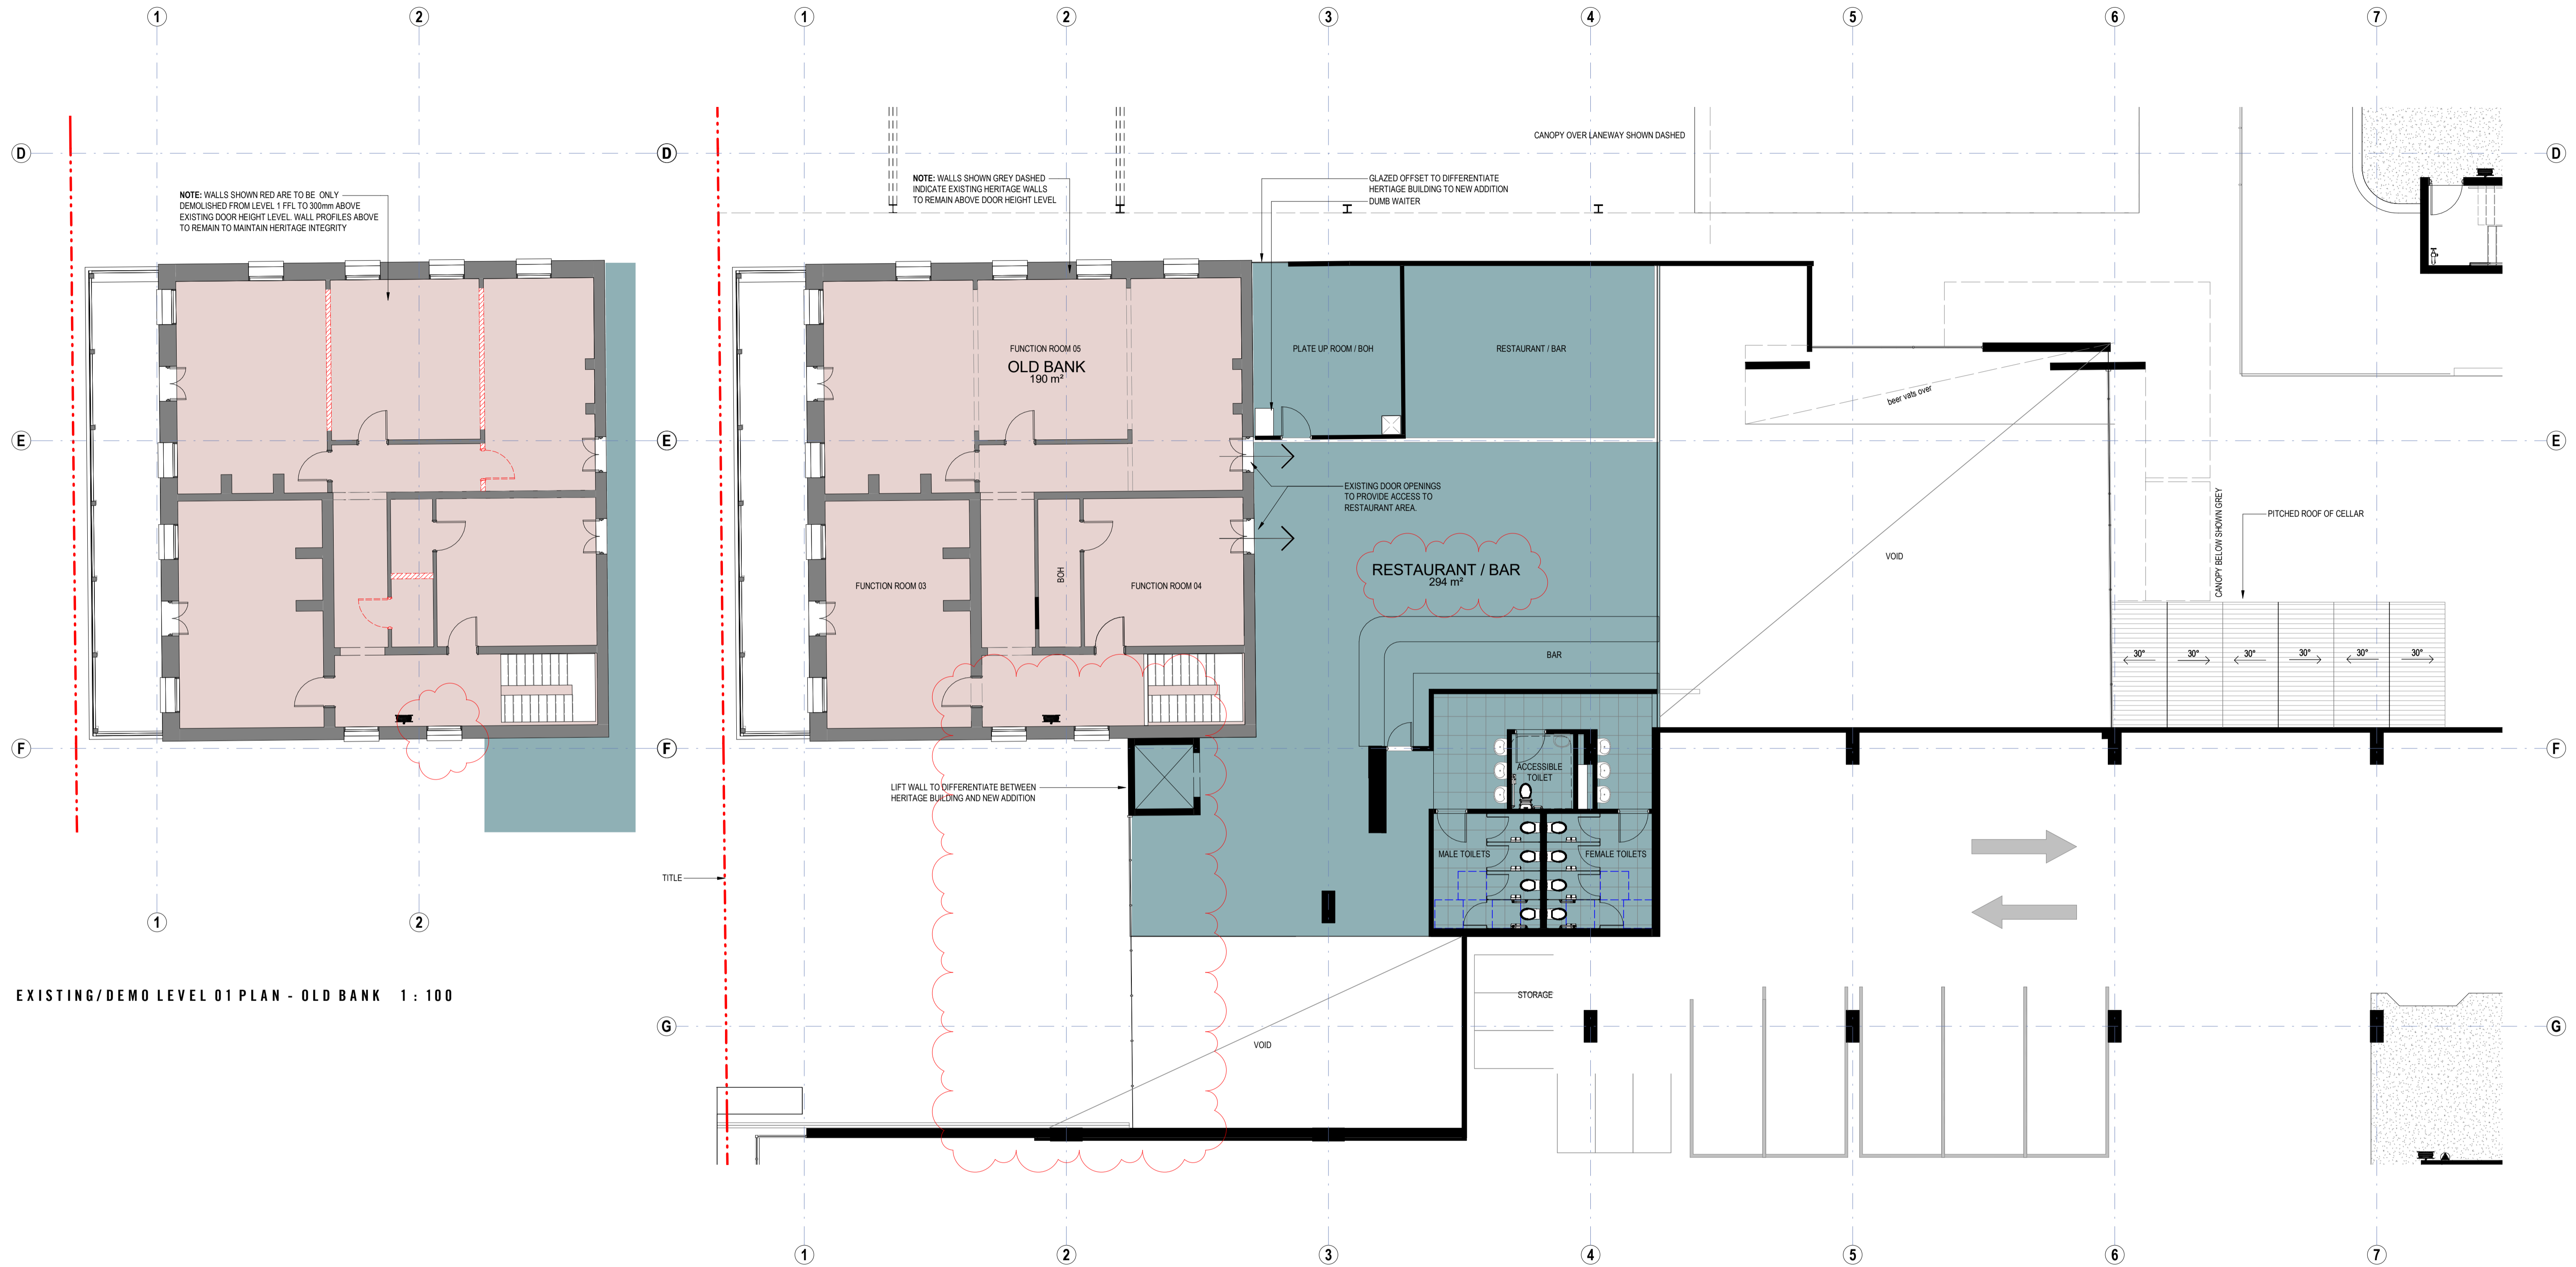 1 2 1 2 3 4 5 6 7
CANOPY OVER LANEWAY SHOWN DASHED
D D D
NOTE: WALLS SHOWN RED ARE TO BE ONLY
DEMOLISHED FROM LEVEL 1 FFL TO 300mm ABOVE
EXISTING DOOR HEIGHT LEVEL. WALL PROFILES ABOVE
TO REMAIN TO MAINTAIN HERITAGE INTEGRITY
NOTE: WALLS SHOWN GREY DASHED
INDICATE EXISTING HERITAGE WALLS
TO REMAIN ABOVE DOOR HEIGHT LEVEL
GLAZED OFFSET TO DIFFERENTIATE
HERTIAGE BUILDING TO NEW ADDITION
DUMB WAITER
FUNCTION ROOM 05
OLD BANK
190 m²
PLATE UP ROOM / BOH
RESTAURANT / BAR
beer vats over
E E E
EXISTING DOOR OPENINGS
TO PROVIDE ACCESS TO
RESTAURANT AREA.
CANOPY BELOW SHOWN GREY
PITCHED ROOF OF CELLAR
VOID
RESTAURANT / BAR
294 m²
FUNCTION ROOM 03
BOH
FUNCTION ROOM 04
BAR
30° 30° 30° 30° 30° 30°
F F F
ACCESSIBLE
TOILET
LIFT WALL TO DIFFERENTIATE BETWEEN
HERITAGE BUILDING AND NEW ADDITION
MALE TOILETS
FEMALE TOILETS
TITLE
1 2
EXISTING/DEMO LEVEL 01 PLAN - OLD BANK 1 : 100
STORAGE
G G
VOID
1 2 3 4 5 6 7